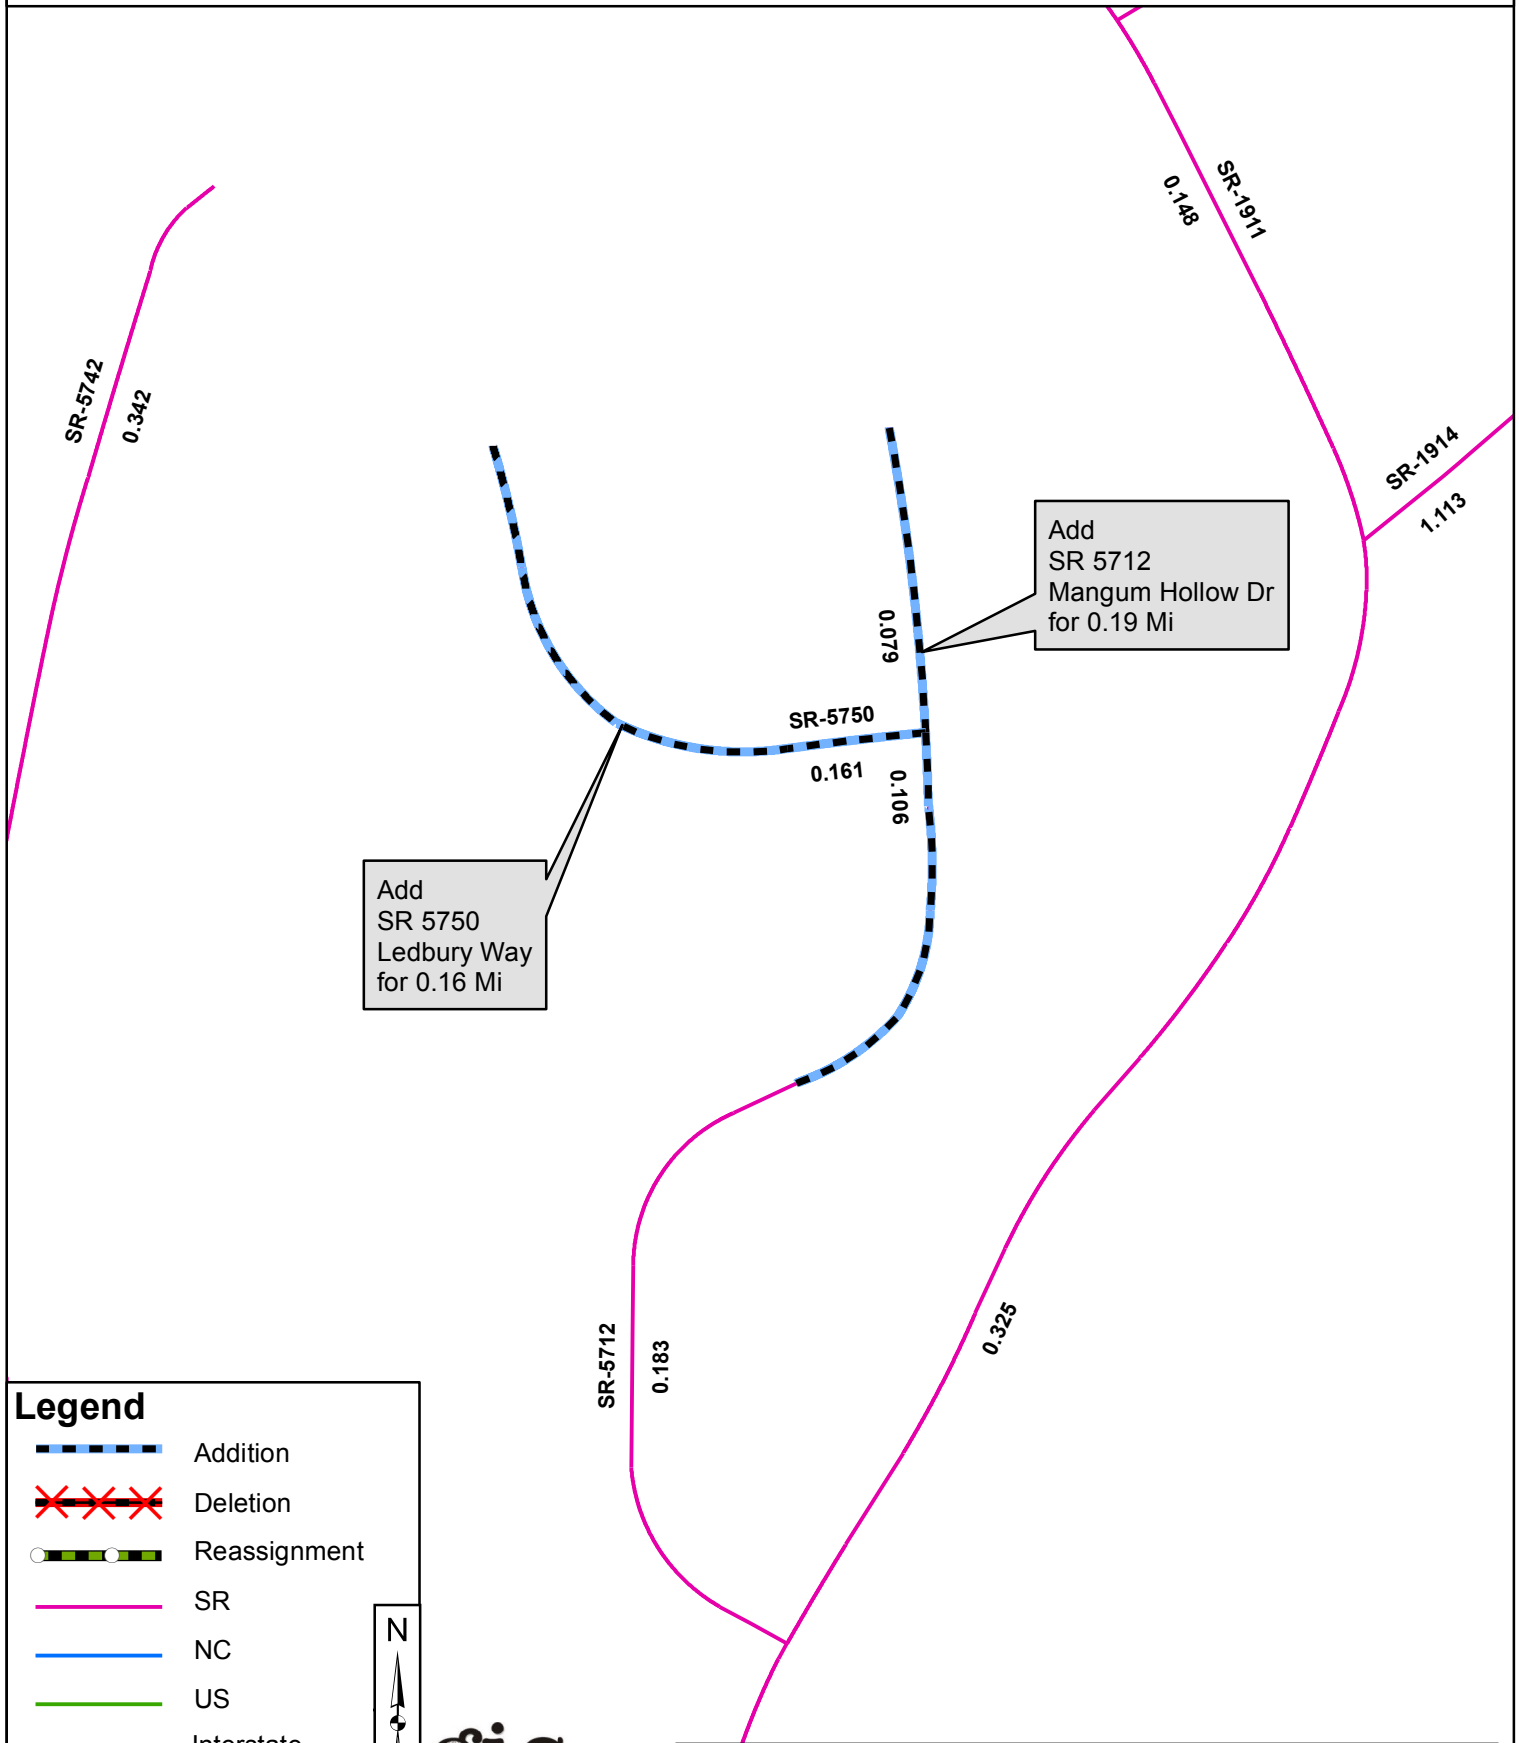 SR-1911
0.148
SR-5742
0.342
SR-1914
1.113
Add
SR 5712
Mangum Hollow Dr
for 0.19 Mi
0.079
SR-5750
0.161
0.106
Add
SR 5750
Ledbury Way
for 0.16 Mi
0.325
SR-5712
0.183
Legend
Addition
Deletion
Reassignment
SR
NC
US
Interstate
N